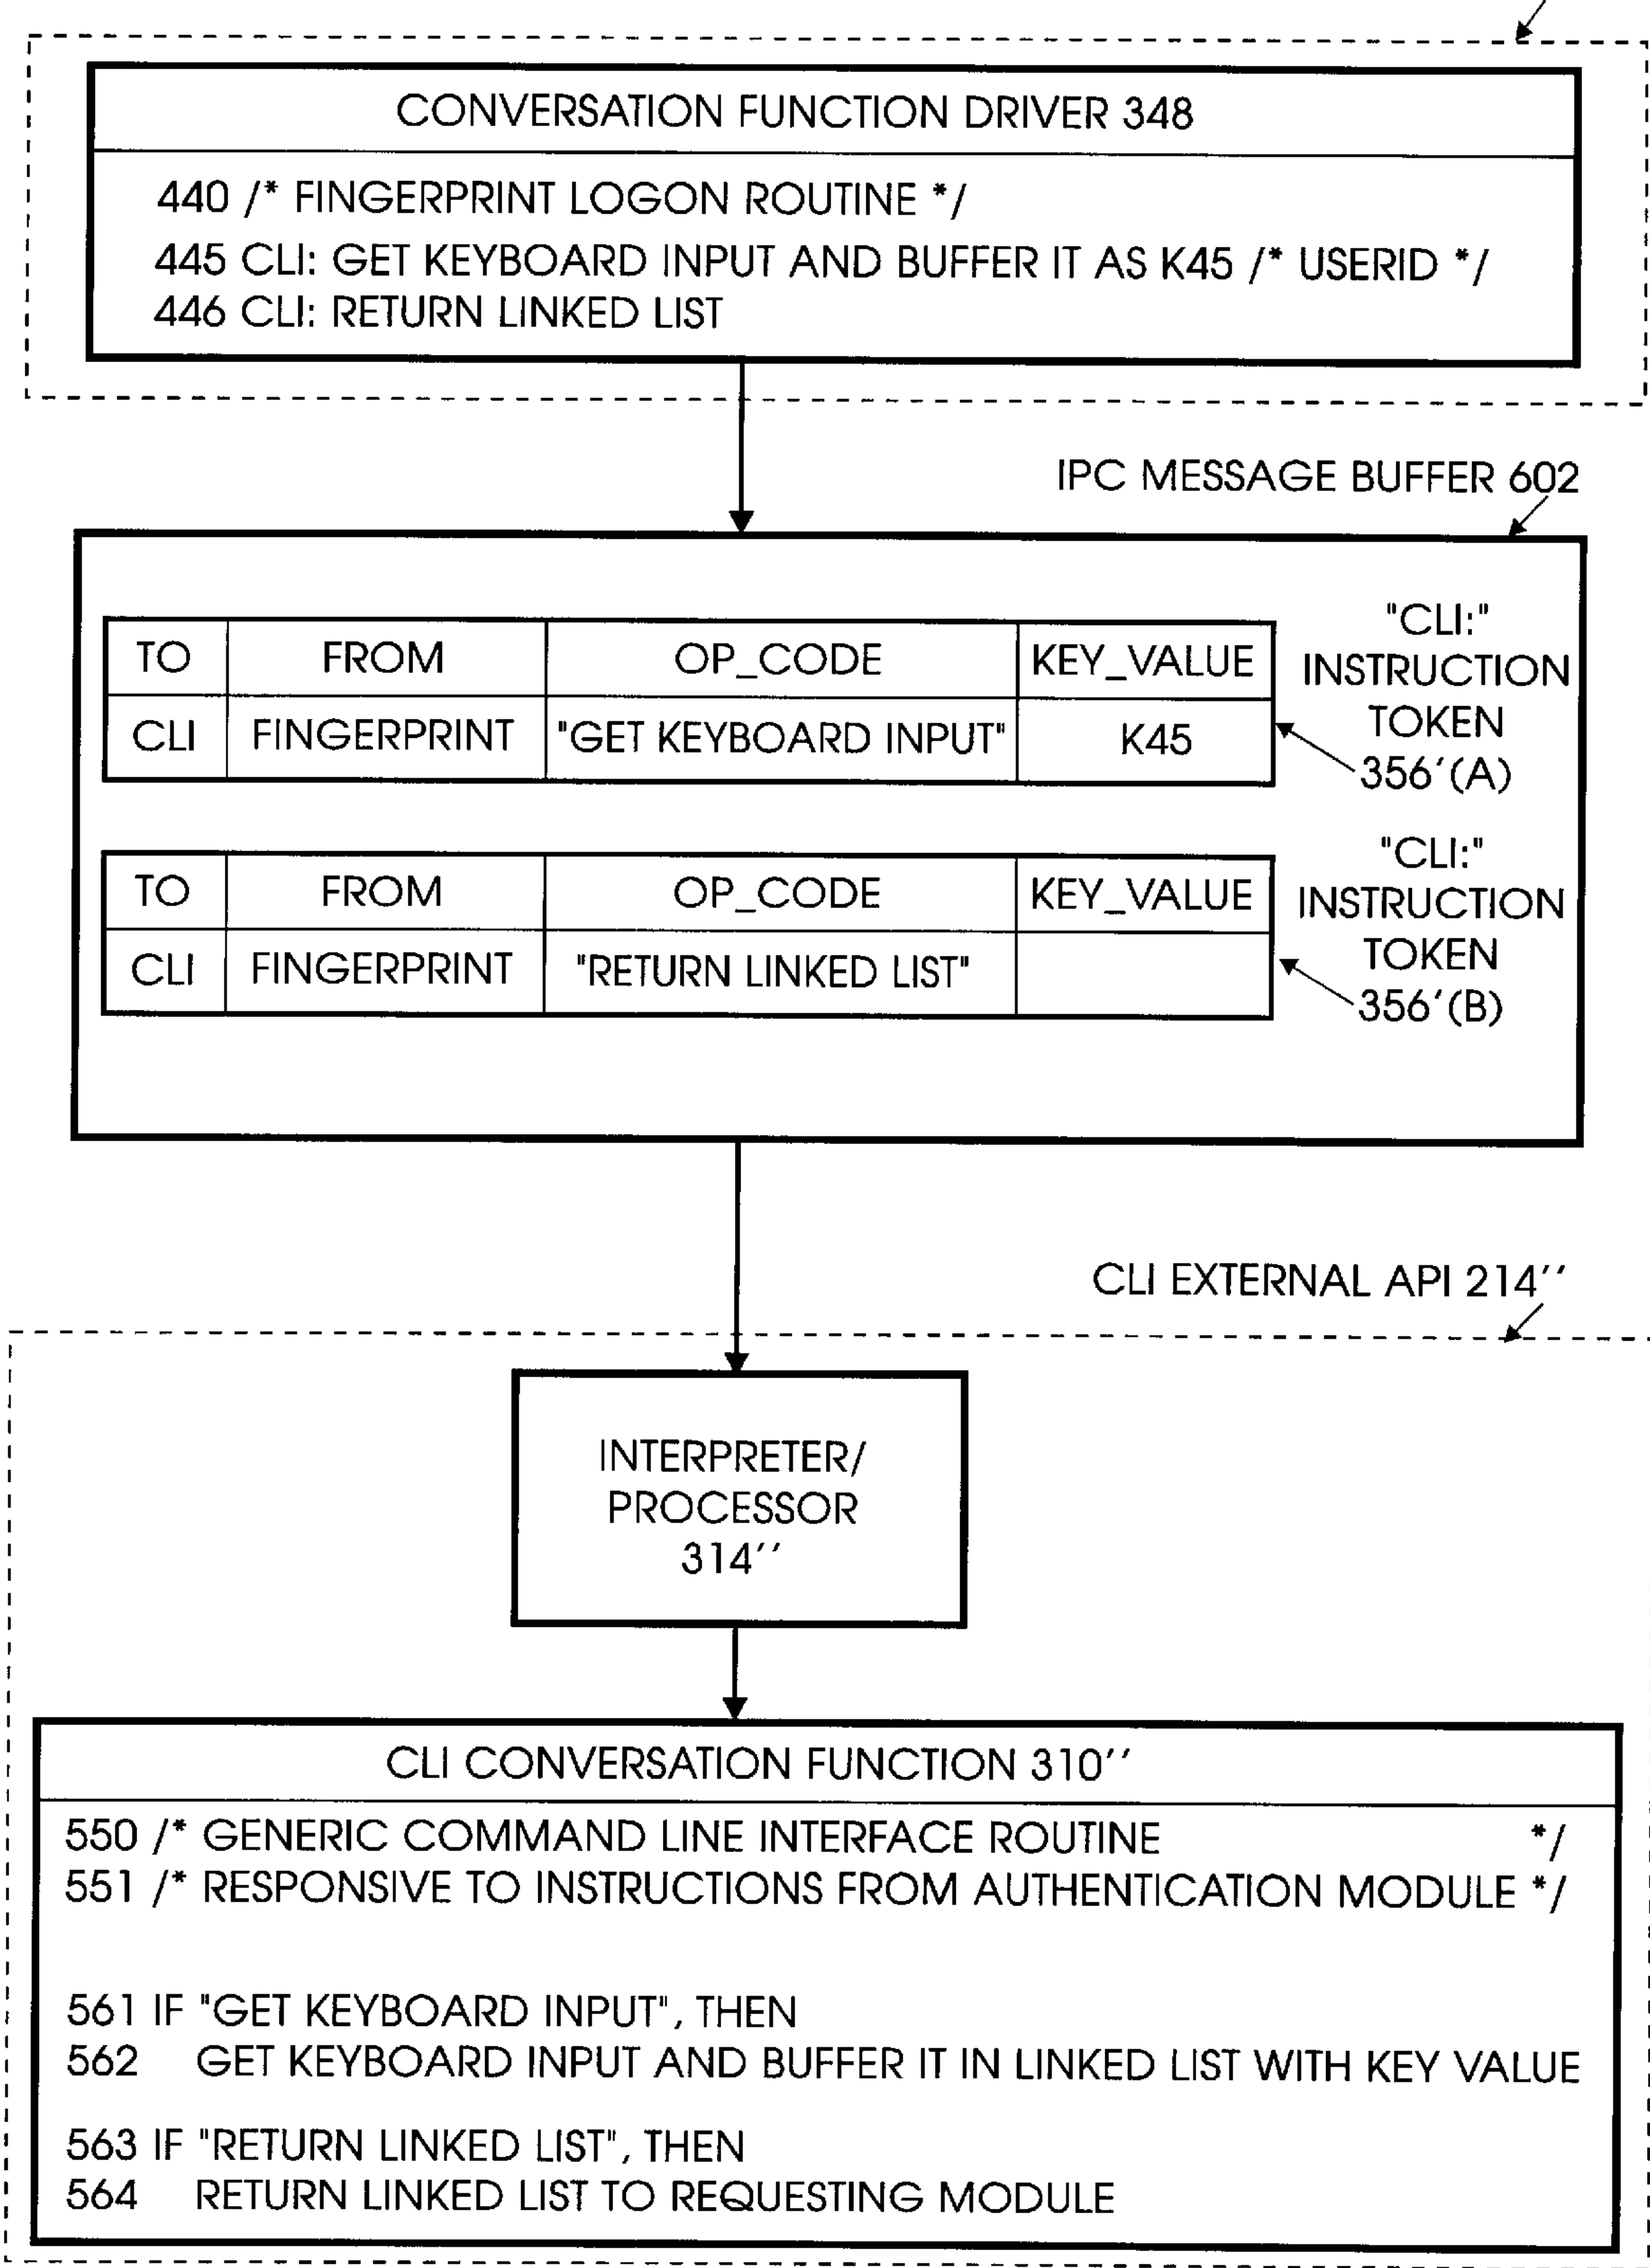 CONVERSATION FUNCTION DRIVER 348
440 /* FINGERPRINT LOGON ROUTINE */
445 CLI: GET KEYBOARD INPUT AND BUFFER IT AS K45 /* USERID */
446 CLI: RETURN LINKED LIST
IPC MESSAGE BUFFER 602
TO FROM OP_CODE KEY_VALUE
CLI FINGERPRINT "GET KEYBOARD INPUT" K45
"CLI:"
INSTRUCTION
TOKEN
356′(A)
TO FROM OP_CODE KEY_VALUE
CLI FINGERPRINT "RETURN LINKED LIST"
"CLI:"
INSTRUCTION
TOKEN
356′(B)
CLI EXTERNAL API 214′′
INTERPRETER/
PROCESSOR
314′′
CLI CONVERSATION FUNCTION 310′′
550 /* GENERIC COMMAND LINE INTERFACE ROUTINE */
551 /* RESPONSIVE TO INSTRUCTIONS FROM AUTHENTICATION MODULE */
561 IF "GET KEYBOARD INPUT", THEN
562 GET KEYBOARD INPUT AND BUFFER IT IN LINKED LIST WITH KEY VALUE
563 IF "RETURN LINKED LIST", THEN
564 RETURN LINKED LIST TO REQUESTING MODULE